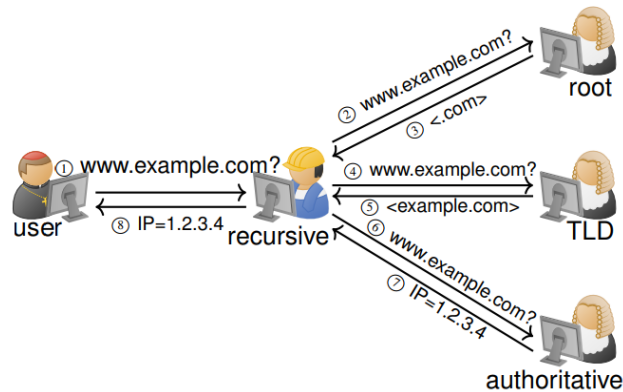 ② www.example.com?
③ <.com>
root
① www.example.com?
④ www.example.com?
⑤ <example.com>
⑧ IP=1.2.3.4
user
recursive
TLD
⑥ www.example.com?
⑦ IP=1.2.3.4
authoritative